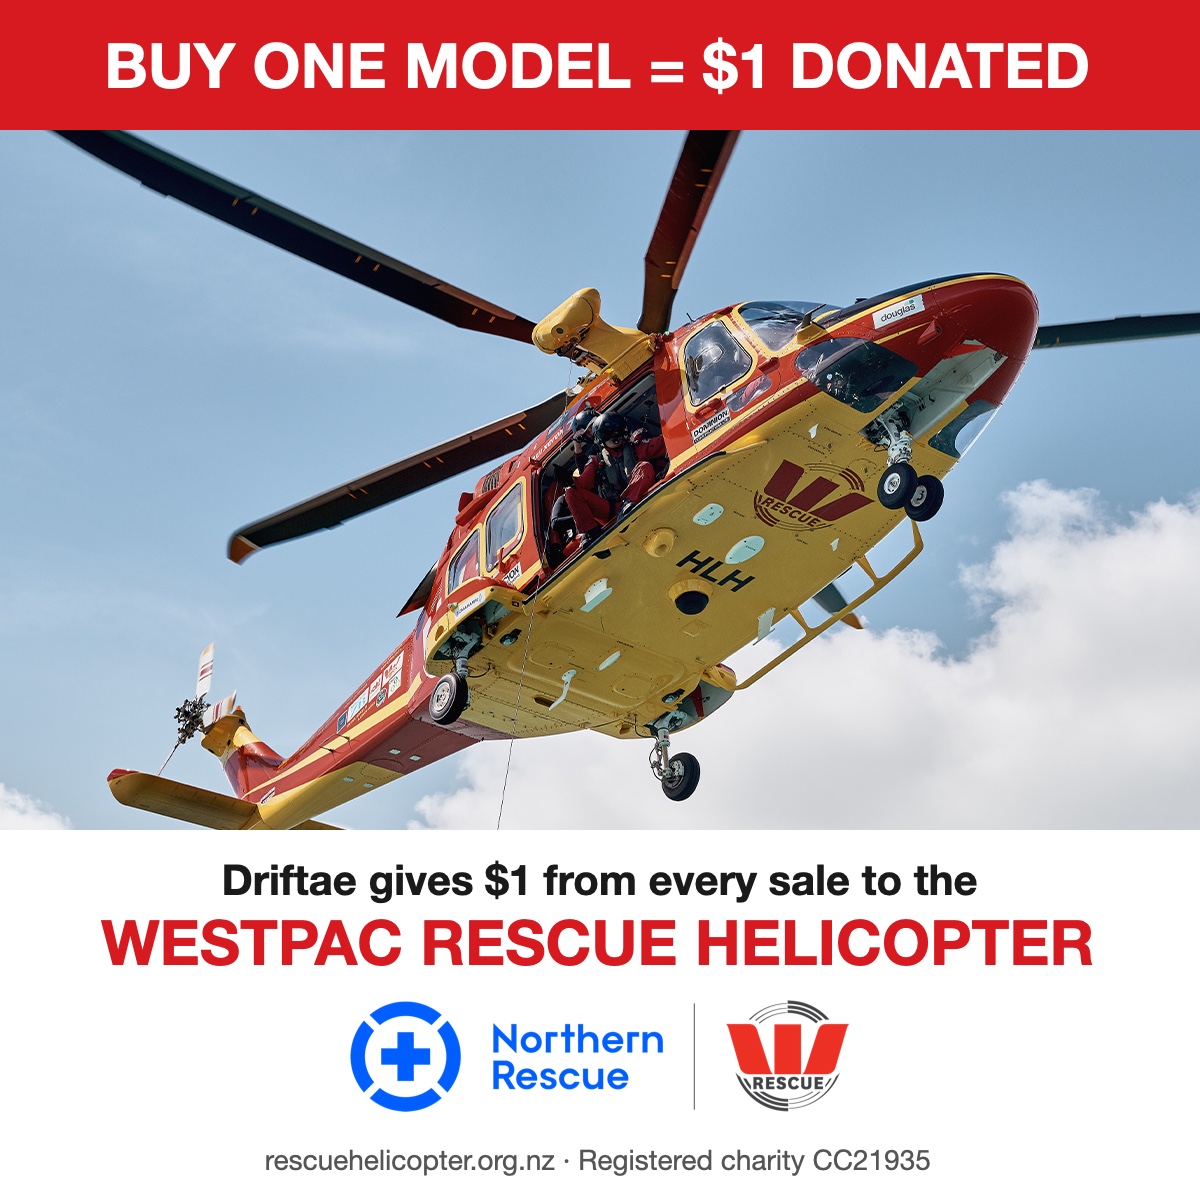 BUY ONE MODEL = $1 DONATED
douglas
DOMINION
RESCUE
HLH
Driftae gives $1 from every sale to the
WESTPAC RESCUE HELICOPTER
Northern
Rescue
RESCUE
rescuehelicopter.org.nz · Registered charity CC21935